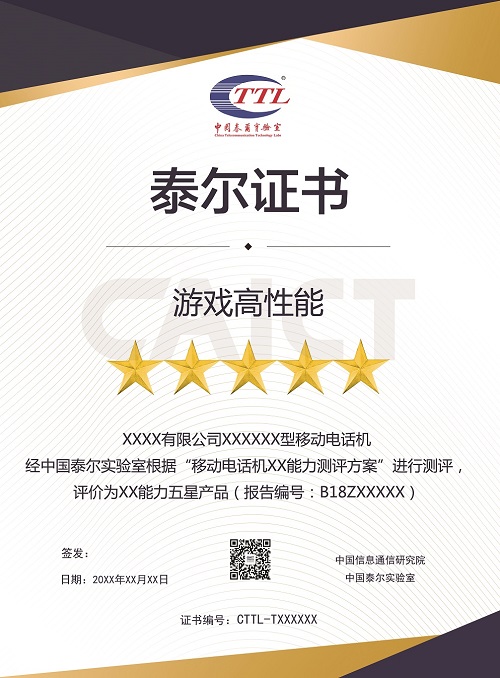 CTTL
®
中国泰尔实验室
China Telecommunication Technology Labs
泰尔证书
CAICT
游戏高性能
XXXX有限公司XXXXXX型移动电话机
经中国泰尔实验室根据“移动电话机XX能力测评方案”进行测评，
评价为XX能力五星产品（报告编号：B18ZXXXXX）
签发：
日期：20XX年XX月XX日
中国信息通信研究院
中国泰尔实验室
证书编号：CTTL-TXXXXXX